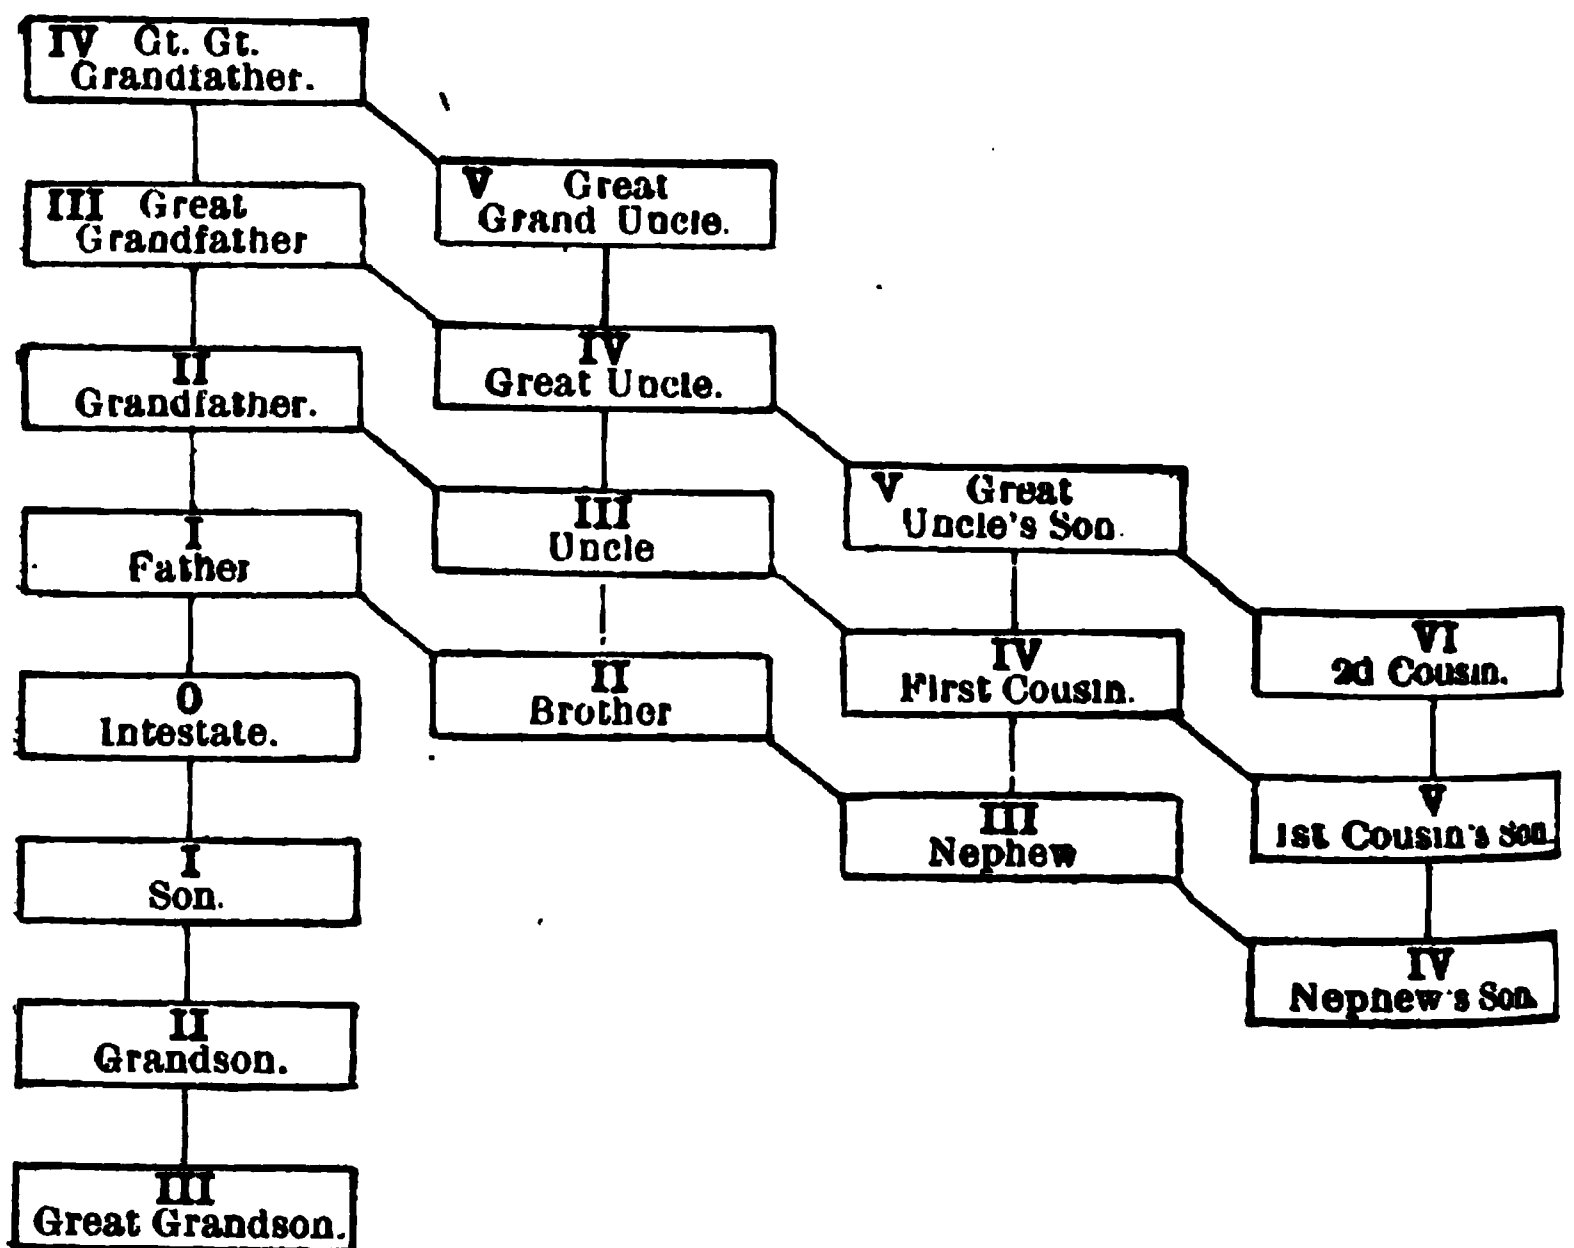 IV Gt. Gt.
Grandfather.
V Great
Grand Uncle.
III Great
Grandfather
IV
Great Uncle.
II
Grandfather.
V Great
Uncle's Son.
III
Uncle
I
Father
VI
2d Cousin.
IV
First Cousin.
II
Brother
O
Intestate.
V
1st Cousin's Son
III
Nephew
I
Son.
IV
Nephew's Son
II
Grandson.
III
Great Grandson.